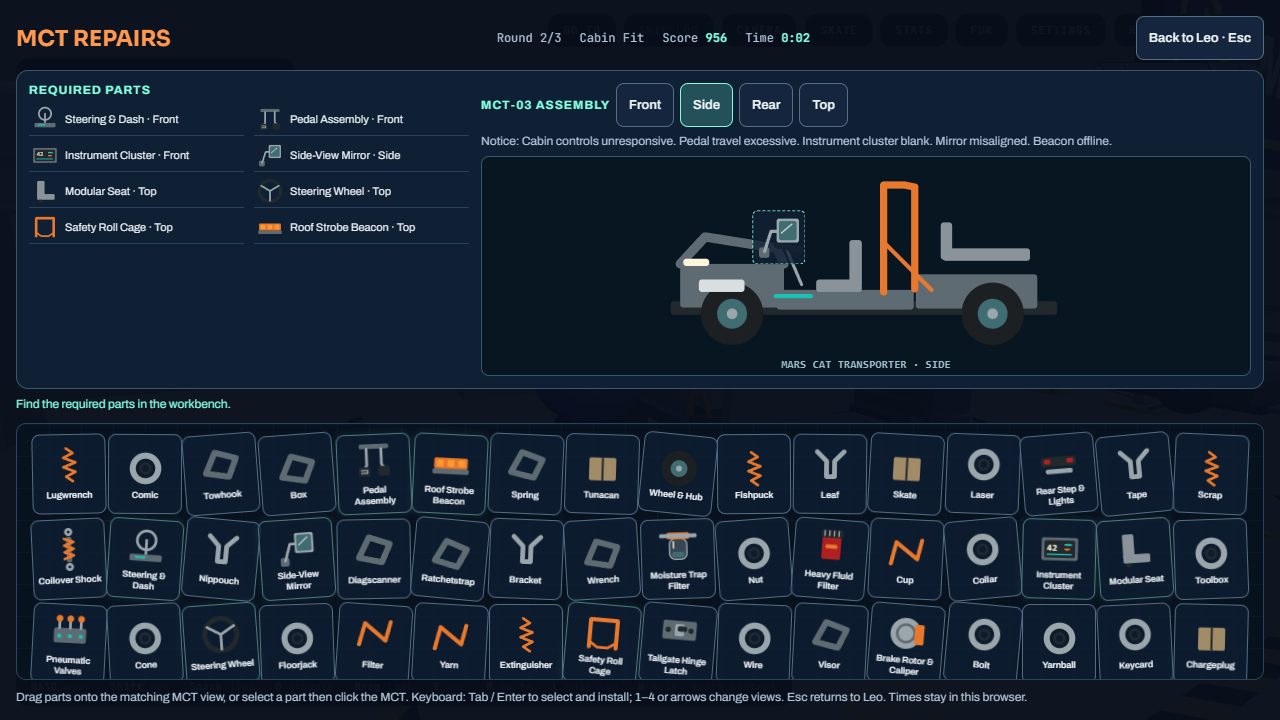 MCT REPAIRS
Round 2/3 Cabin Fit Score 956 Time 0:02
Back to Leo · Esc
REQUIRED PARTS
Steering & Dash · Front
Pedal Assembly · Front
Instrument Cluster · Front
Side-View Mirror · Side
Modular Seat · Top
Steering Wheel · Top
Safety Roll Cage · Top
Roof Strobe Beacon · Top
MCT-03 ASSEMBLY
Front
Side
Rear
Top
Notice: Cabin controls unresponsive. Pedal travel excessive. Instrument cluster blank. Mirror misaligned. Beacon offline.
MARS CAT TRANSPORTER · SIDE
Find the required parts in the workbench.
Lugwrench
Comic
Towhook
Box
Pedal
Assembly
Roof Strobe
Beacon
Spring
Tunacan
Wheel & Hub
Fishpuck
Leaf
Skate
Laser
Rear Step &
Lights
Tape
Scrap
Coilover Shock
Steering &
Dash
Nippouch
Side-View
Mirror
Diagscanner
Ratchetstrap
Bracket
Wrench
Moisture Trap
Filter
Nut
Heavy Fluid
Filter
Cup
Collar
42
Instrument
Cluster
Modular Seat
Toolbox
Pneumatic
Valves
Cone
Steering Wheel
Floorjack
Filter
Yarn
Extinguisher
Safety Roll
Cage
Tailgate Hinge
Latch
Wire
Visor
Brake Rotor &
Caliper
Bolt
Yarnball
Keycard
Chargeplug
Drag parts onto the matching MCT view, or select a part then click the MCT. Keyboard: Tab / Enter to select and install; 1–4 or arrows change views. Esc returns to Leo. Times stay in this browser.